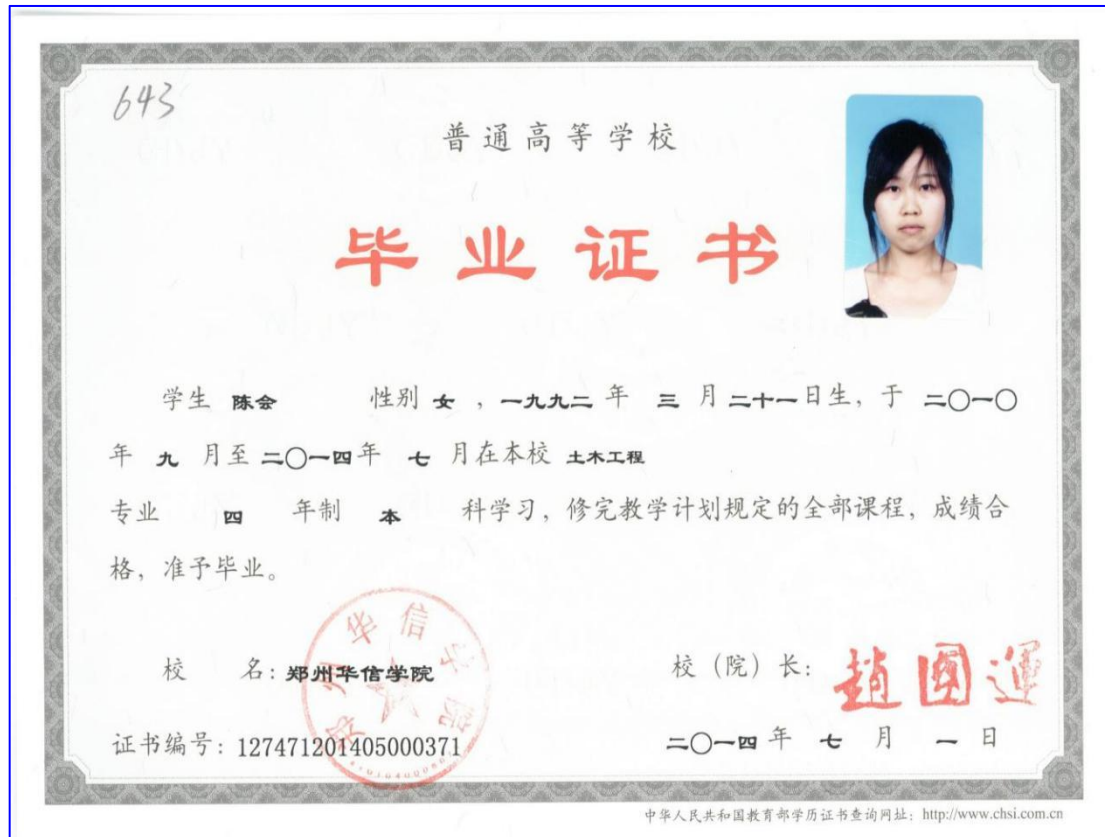 643
普通高等学校
毕业证书
学生 陈会 性别 女 ，一九九二 年 三 月 二十一日生，于 二〇一〇
年 九 月至 二〇一四年 七 月在本校 土木工程
专业 四 年制 本 科学习，修完教学计划规定的全部课程，成绩合
格，准予毕业。
郑州华信学院
校 名：郑州华信学院
校（院）长：趙國運
证书编号：127471201405000371
二〇一四 年 七 月 一 日
中华人民共和国教育部学历证书查询网址：http://www.chsi.com.cn